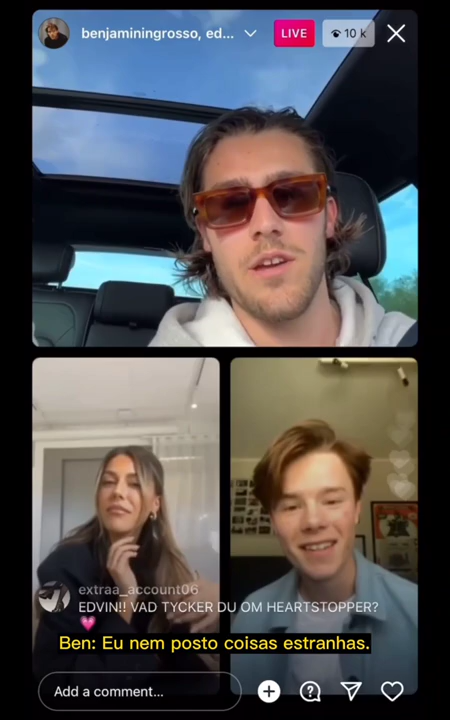 benjaminingrosso, ed...
LIVE
10 k
extraa_account06
EDVIN!! VAD TYCKER DU OM HEARTSTOPPER?
💗
Ben: Eu nem posto coisas estranhas.
Add a comment...